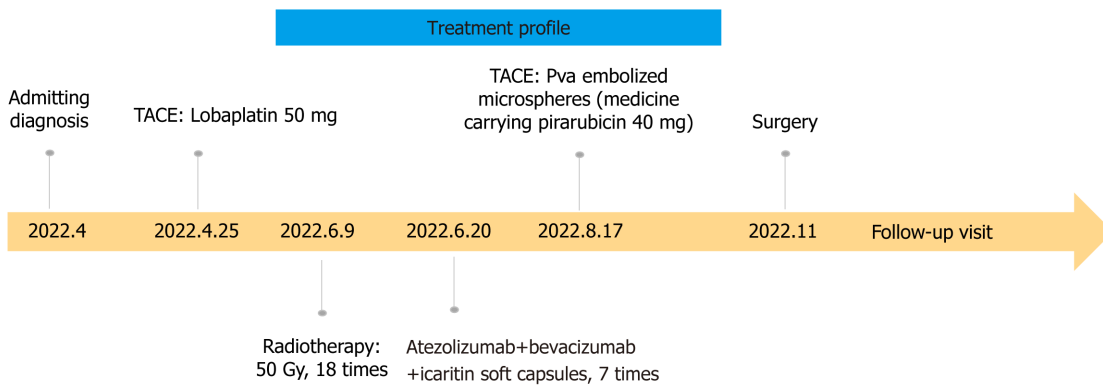 Treatment profile
Admitting
diagnosis
TACE: Lobaplatin 50 mg
TACE: Pva embolized
microspheres (medicine
carrying pirarubicin 40 mg)
Surgery
2022.4
2022.4.25
2022.6.9
2022.6.20
2022.8.17
2022.11
Follow-up visit
Radiotherapy:
50 Gy, 18 times
Atezolizumab+bevacizumab
+icaritin soft capsules, 7 times